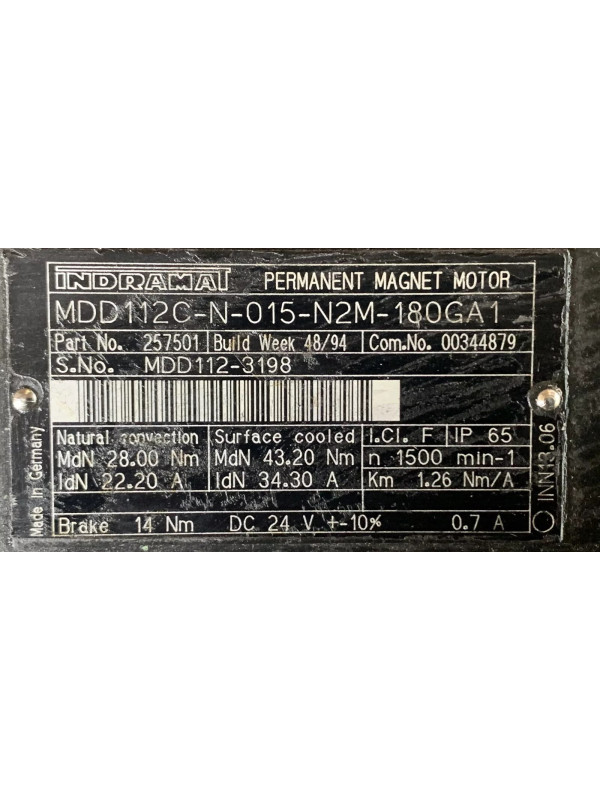 INDRAMAT PERMANENT MAGNET MOTOR
MDD112C-N-015-N2M-180GA1
Part No. 257501 Build Week 48/94 Com.No. 00344879
S.No. MDD112-3198
Natural convection Surface cooled I.Cl. F IP 65
MdN 28.00 Nm MdN 43.20 Nm n 1500 min-1
IdN 22.20 A IdN 34.30 A Km 1.26 Nm/A
Brake 14 Nm DC 24 V +-10% 0.7 A
Made in Germany
INN13.06